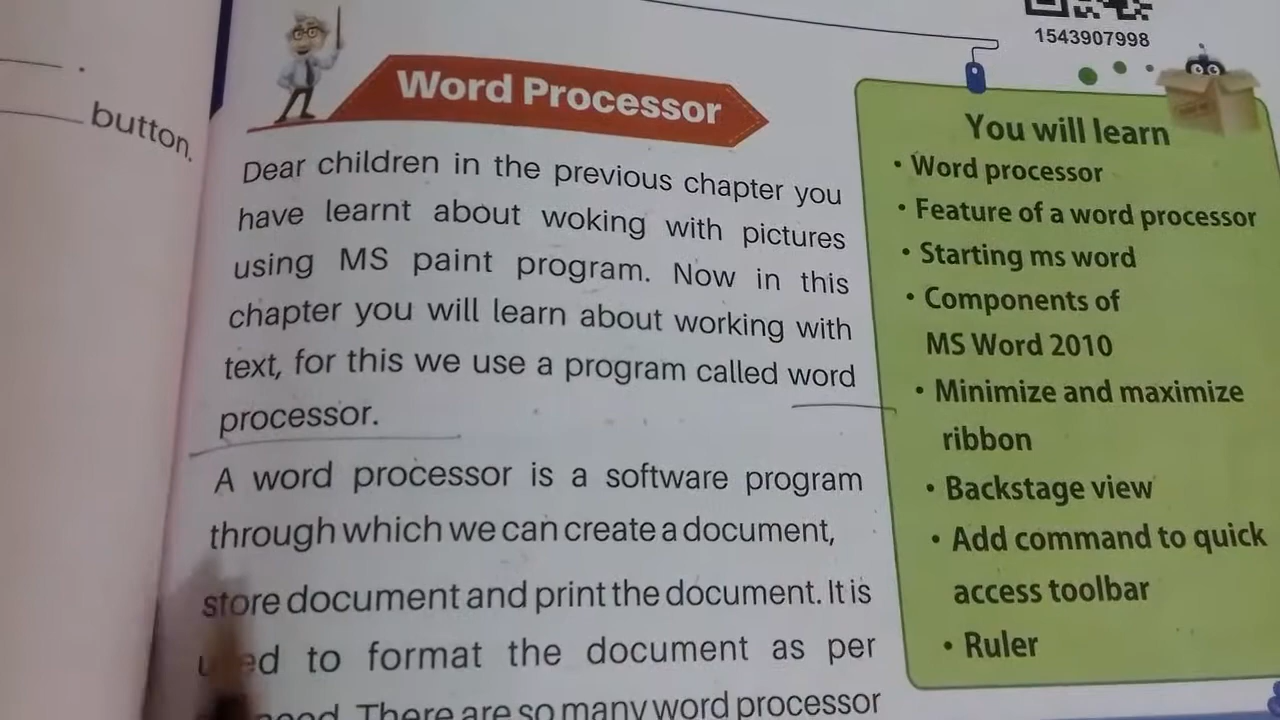 button.
1543907998
Word Processor
Dear children in the previous chapter you
have learnt about woking with pictures
using MS paint program. Now in this
chapter you will learn about working with
text, for this we use a program called word
processor.
A word processor is a software program
through which we can create a document,
store document and print the document. It is
to format the document as per
There are so many word processor
You will learn
• Word processor
• Feature of a word processor
• Starting ms word
• Components of
MS Word 2010
• Minimize and maximize
ribbon
• Backstage view
• Add command to quick
access toolbar
• Ruler